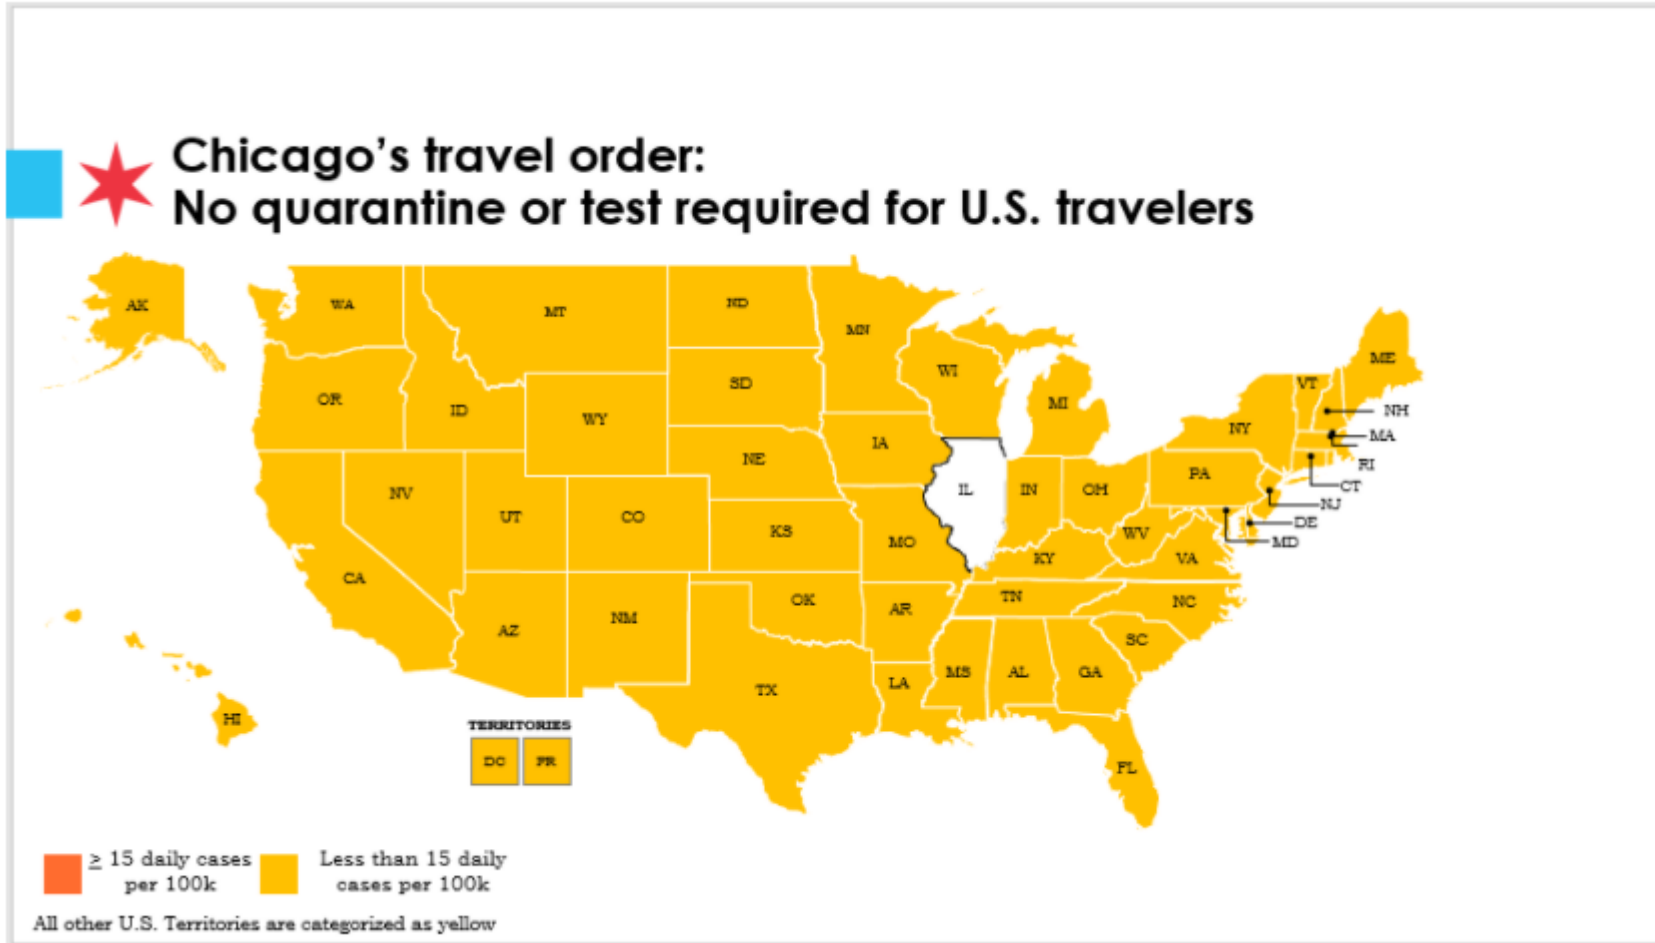 Chicago's travel order:
No quarantine or test required for U.S. travelers
AK
WA
MT
ND
MN
ME
VT
OR
ID
WY
SD
WI
MI
NH
NY
MA
IA
RI
NE
PA
NV
IL
IN
OH
CT
NJ
UT
CO
KS
DE
WV
MO
MD
KY
VA
CA
OK
AR
TN
NC
NM
AZ
SC
TX
LA
MS
AL
GA
HI
TERRITORIES
DC PR
FL
≥ 15 daily cases
per 100k
Less than 15 daily
cases per 100k
All other U.S. Territories are categorized as yellow